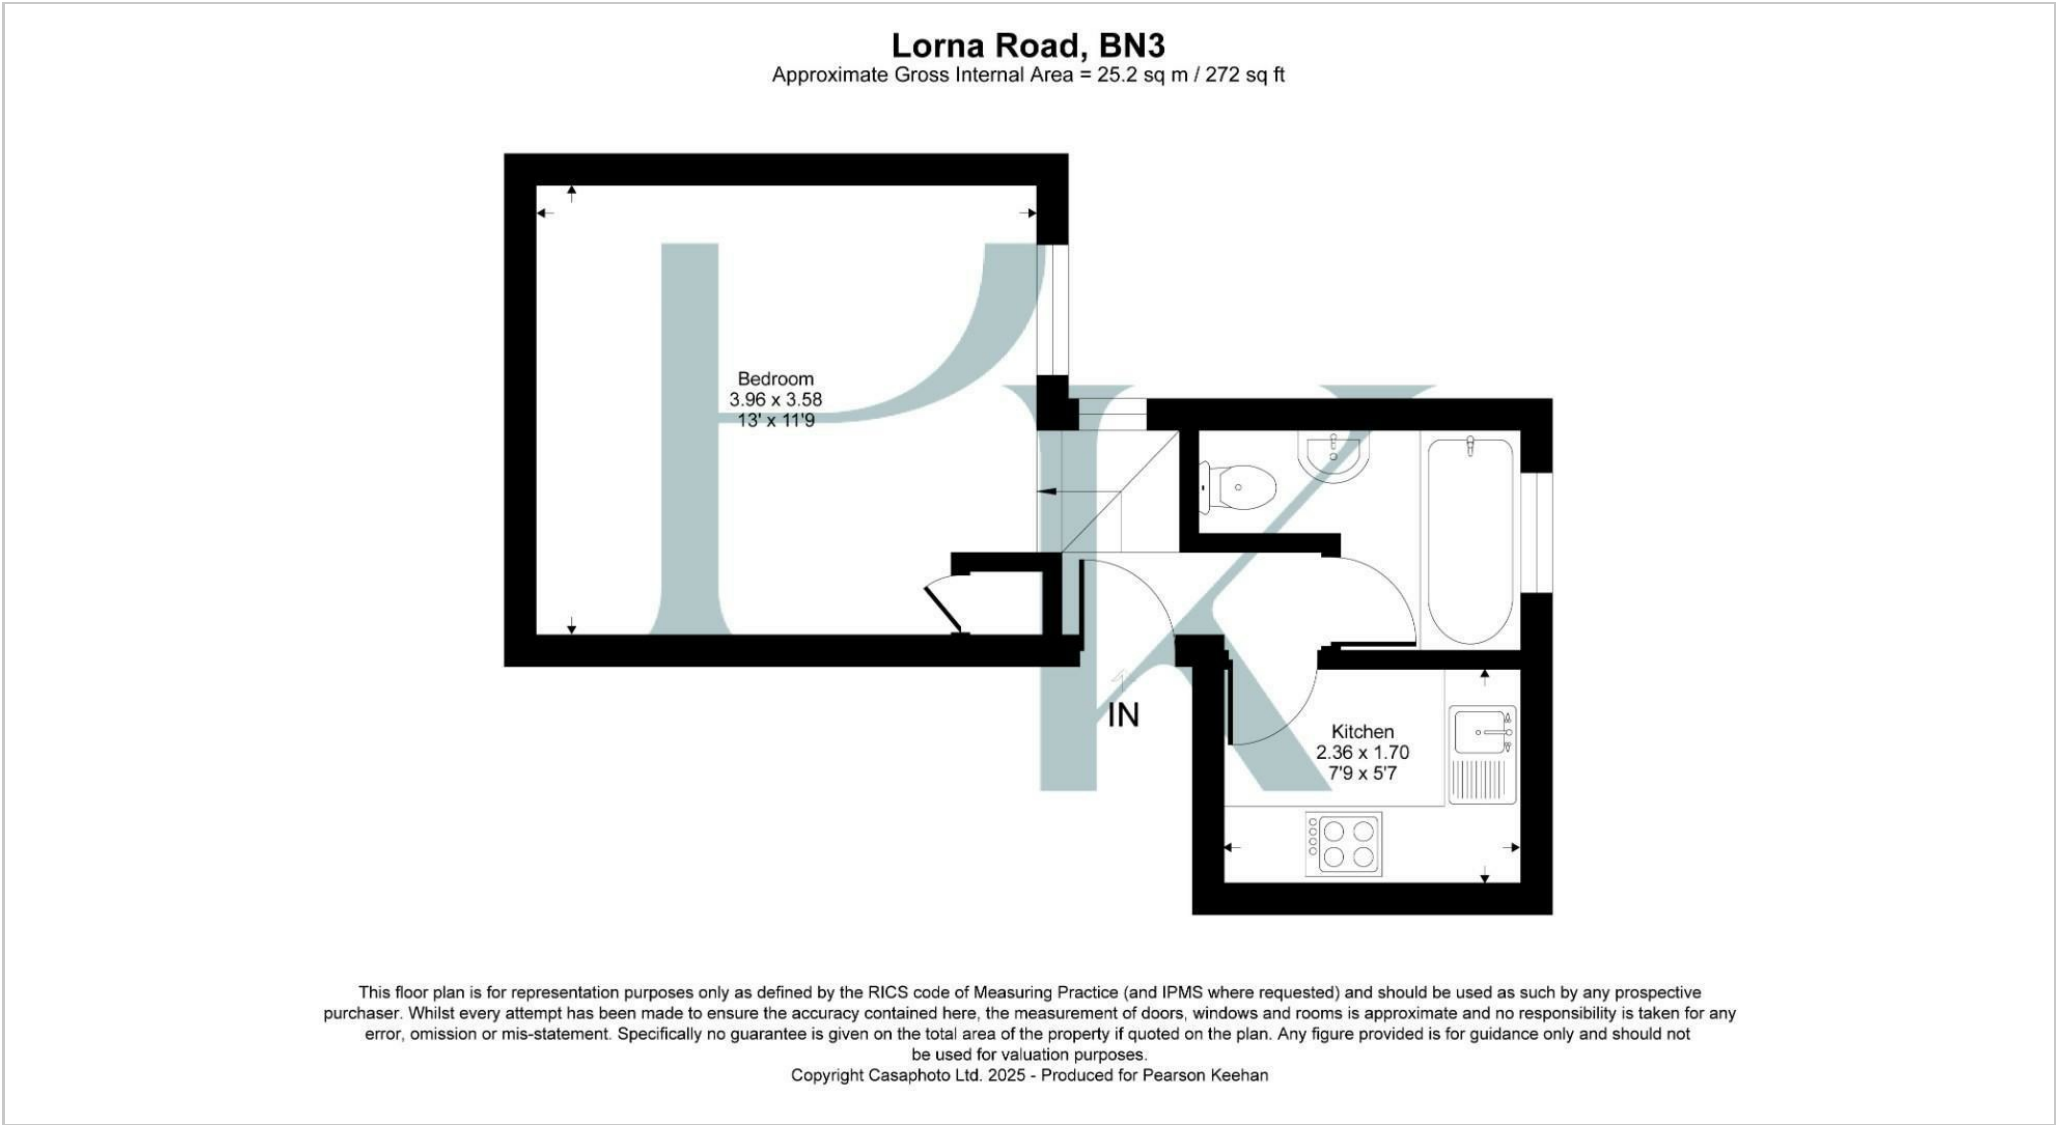 Lorna Road, BN3
Approximate Gross Internal Area = 25.2 sq m / 272 sq ft
Bedroom
3.96 x 3.58
13' x 11'9
IN
Kitchen
2.36 x 1.70
7'9 x 5'7
This floor plan is for representation purposes only as defined by the RICS code of Measuring Practice (and IPMS where requested) and should be used as such by any prospective
purchaser. Whilst every attempt has been made to ensure the accuracy contained here, the measurement of doors, windows and rooms is approximate and no responsibility is taken for any
error, omission or mis-statement. Specifically no guarantee is given on the total area of the property if quoted on the plan. Any figure provided is for guidance only and should not
be used for valuation purposes.
Copyright Casaphoto Ltd. 2025 - Produced for Pearson Keehan
PK